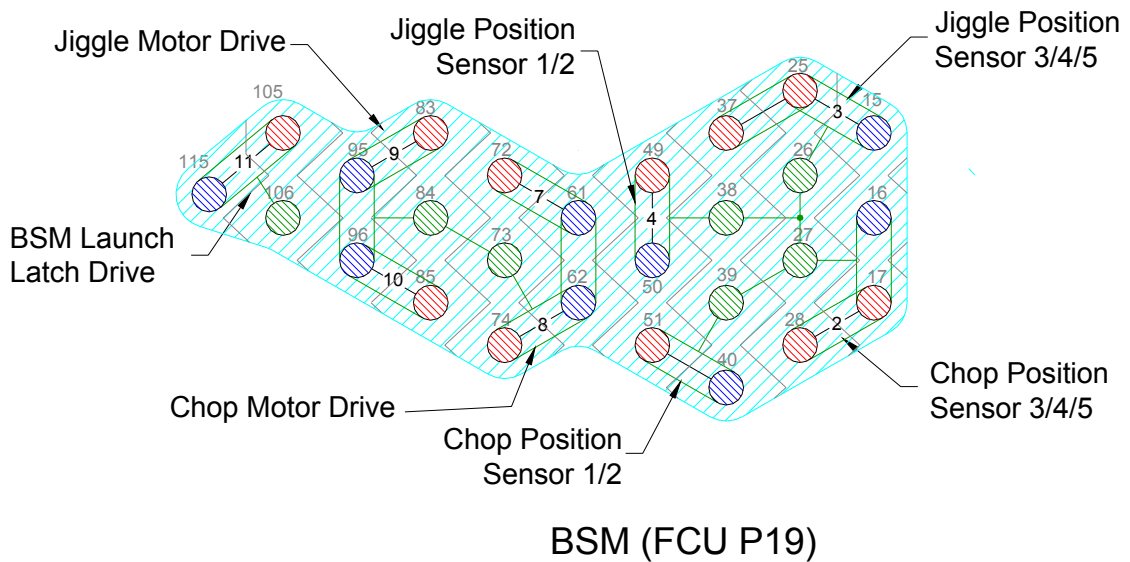 Jiggle Motor Drive
Jiggle Position
Sensor 1/2
Jiggle Position
Sensor 3/4/5
105
83
25
15
37
3
115
11
95
9
72
49
26
106
84
7
61
4
38
16
96
73
27
10
85
62
50
39
17
74
8
51
28
2
40
BSM Launch
Latch Drive
Chop Motor Drive
Chop Position
Sensor 1/2
Chop Position
Sensor 3/4/5
BSM (FCU P19)